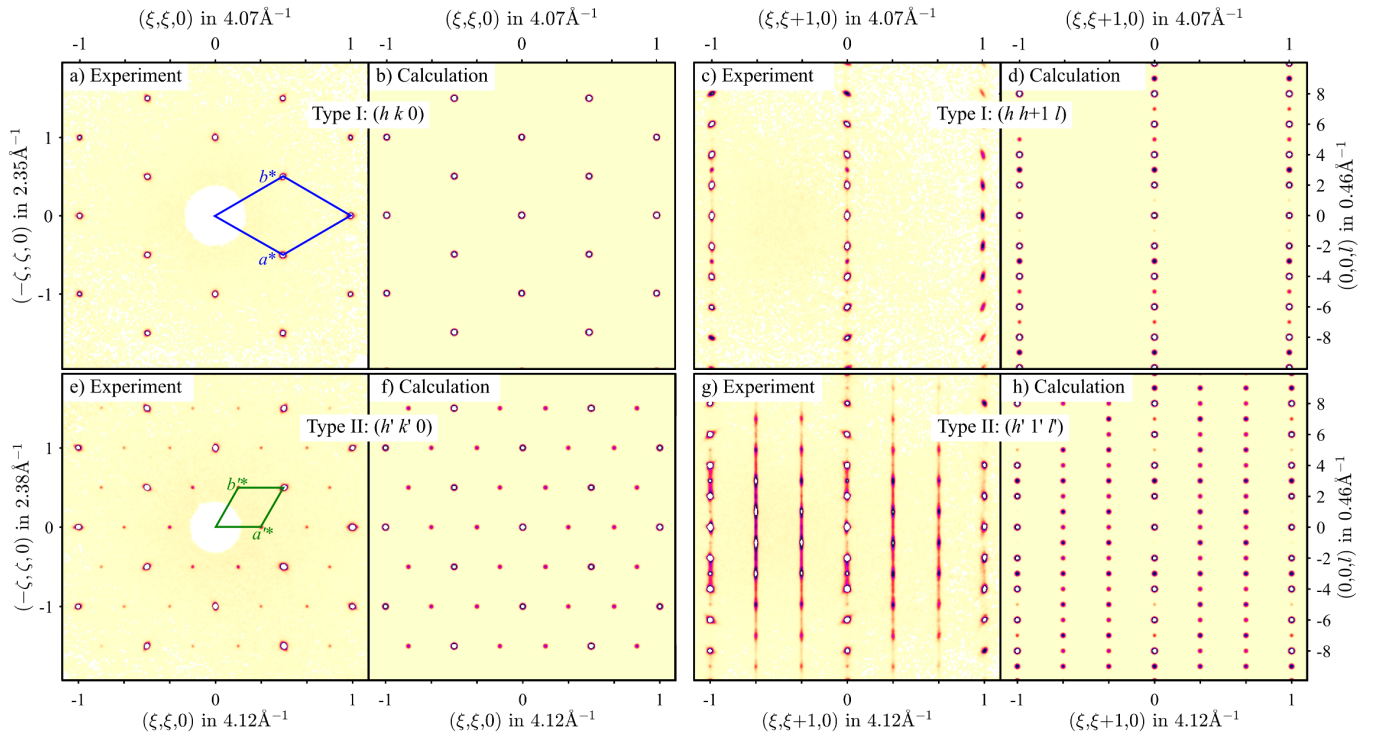 (ξ,ξ,0) in 4.07Å⁻¹
(ξ,ξ,0) in 4.07Å⁻¹
(ξ,ξ+1,0) in 4.07Å⁻¹
(ξ,ξ+1,0) in 4.07Å⁻¹
-1 0 1
-1 0 1
-1 0 1
-1 0 1
a) Experiment
b) Calculation
Type I: (h k 0)
c) Experiment
d) Calculation
Type I: (h h+1 l)
(−ζ,ζ,0) in 2.35Å⁻¹
1
0
-1
b*
a*
8
6
4
2
0
-2
-4
-6
-8
(0,0,l) in 0.46Å⁻¹
e) Experiment
f) Calculation
Type II: (h' k' 0)
g) Experiment
h) Calculation
Type II: (h' 1' l')
(−ζ,ζ,0) in 2.38Å⁻¹
1
0
-1
b'*
a'*
8
6
4
2
0
-2
-4
-6
-8
(0,0,l) in 0.46Å⁻¹
-1 0 1
0 1
-1 0 1
-1 0 1
(ξ,ξ,0) in 4.12Å⁻¹
(ξ,ξ,0) in 4.12Å⁻¹
(ξ,ξ+1,0) in 4.12Å⁻¹
(ξ,ξ+1,0) in 4.12Å⁻¹